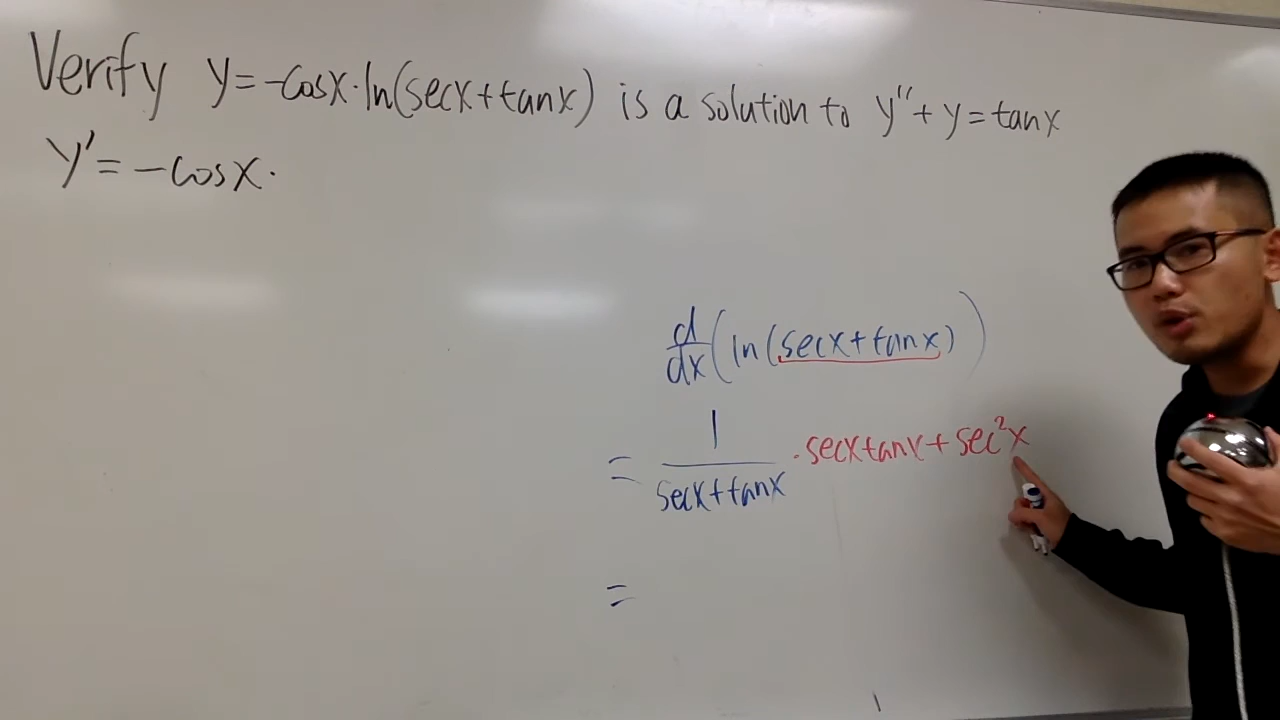 Verify y=-cosx·ln(secx+tanx) is a solution to y"+y=tanx
y'=-cosx·
d/dx(ln(secx+tanx))
= 1/(secx+tanx) ·secxtanx+sec²x
=